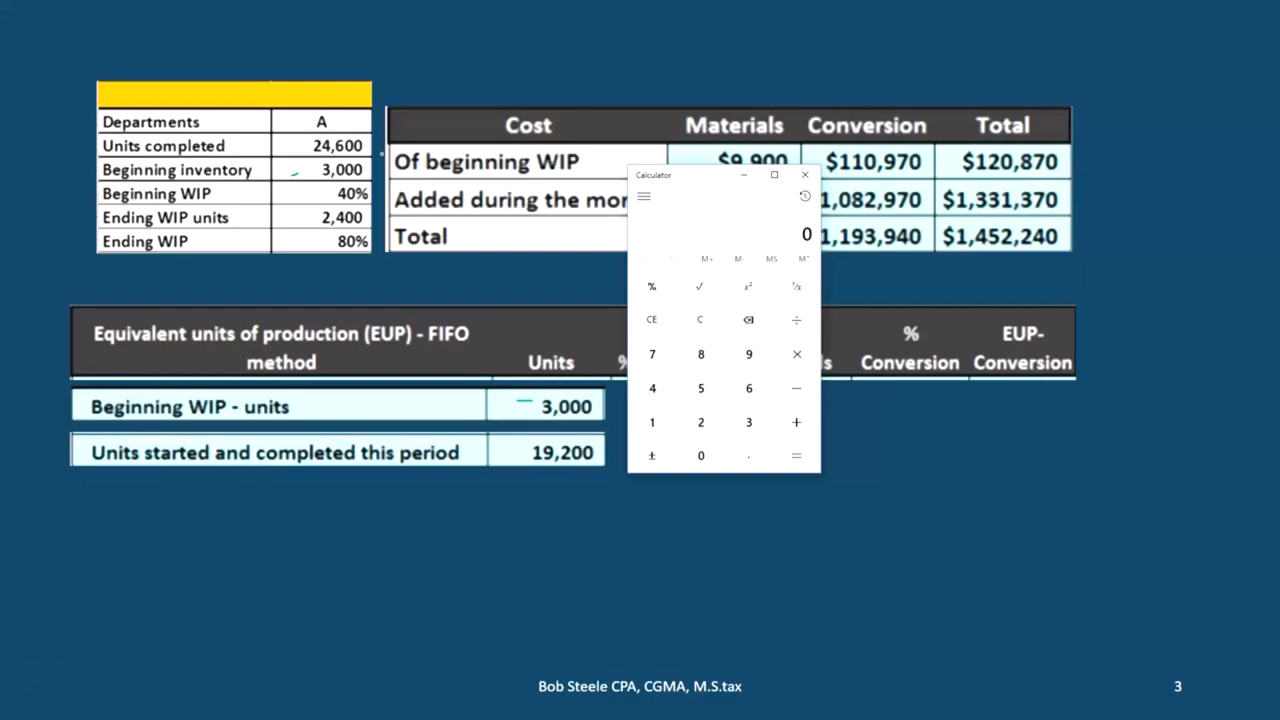 Departments A
Units completed 24,600
Beginning inventory 3,000
Beginning WIP 40%
Ending WIP units 2,400
Ending WIP 80%
Cost Materials Conversion Total
Of beginning WIP $9,900 $110,970 $120,870
Added during the mor 1,082,970 $1,331,370
Total 1,193,940 $1,452,240
Calculator
0
M+ M- MS
% √ x² ¹/x
CE C ÷
7 8 9 ×
4 5 6 −
1 2 3 +
± 0 . =
Equivalent units of production (EUP) - FIFO
method Units % ls
%
Conversion
EUP-
Conversion
Beginning WIP - units 3,000
Units started and completed this period 19,200
Bob Steele CPA, CGMA, M.S.tax
3